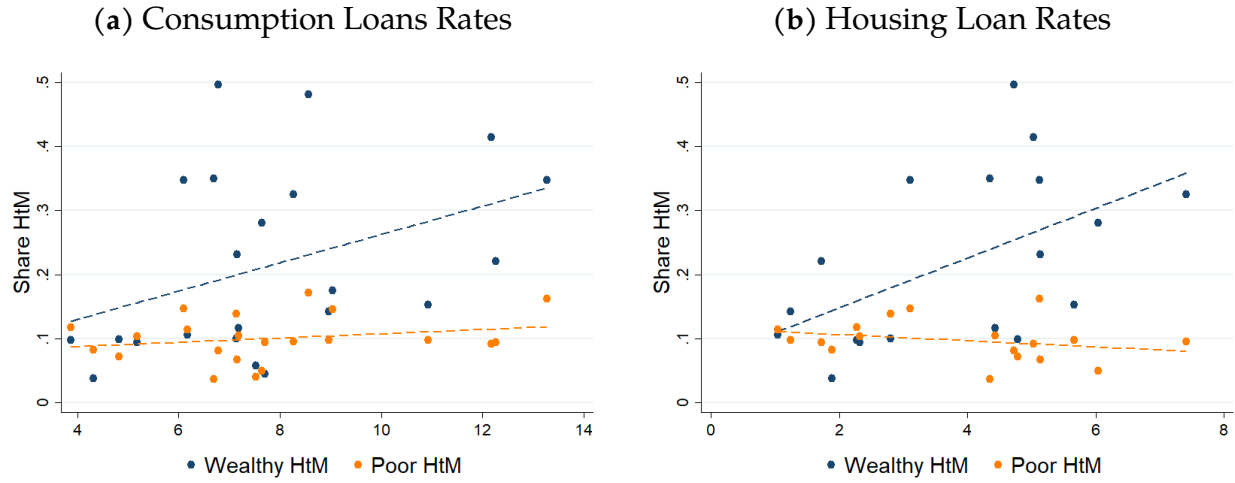 (a) Consumption Loans Rates
Share HtM
.5
.4
.3
.2
.1
0
4 6 8 10 12 14
Wealthy HtM Poor HtM
(b) Housing Loan Rates
Share HtM
.5
.4
.3
.2
.1
0
0 2 4 6 8
Wealthy HtM Poor HtM